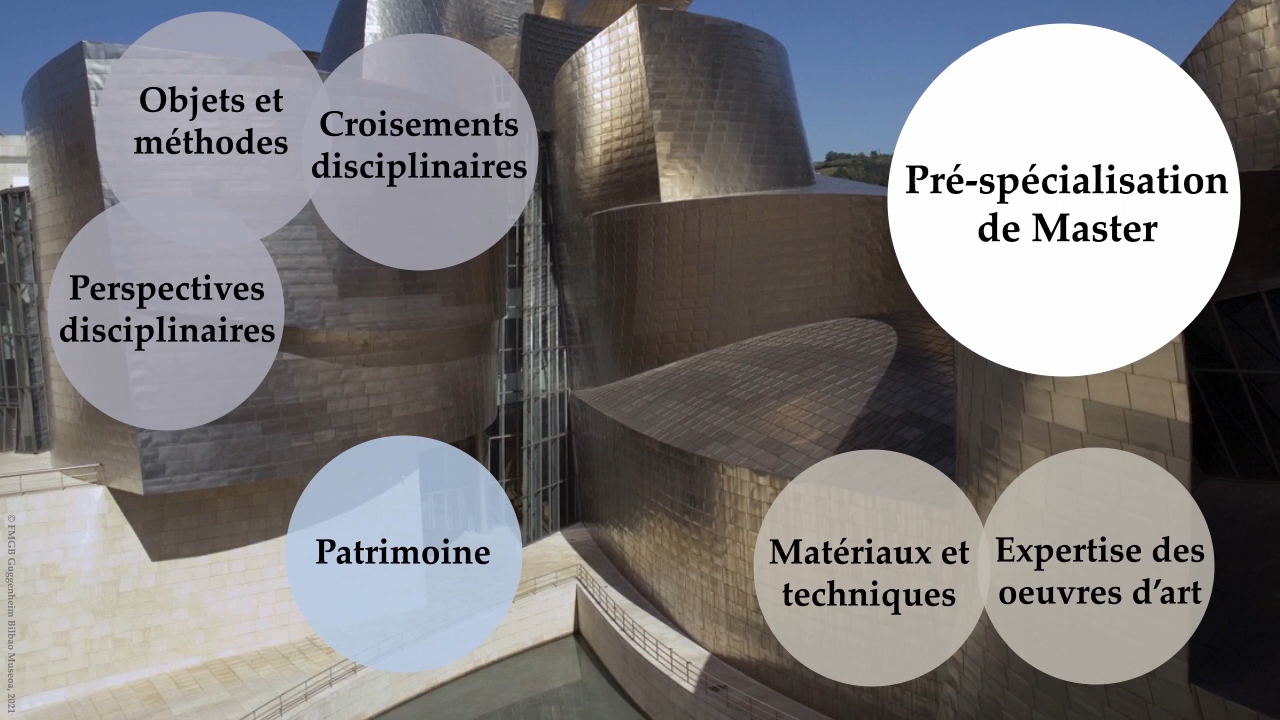 Objets et
méthodes
Croisements
disciplinaires
Pré-spécialisation
de Master
Perspectives
disciplinaires
Patrimoine
Matériaux et
techniques
Expertise des
oeuvres d’art
© FMGB Guggenheim Bilbao Museoa, 2021